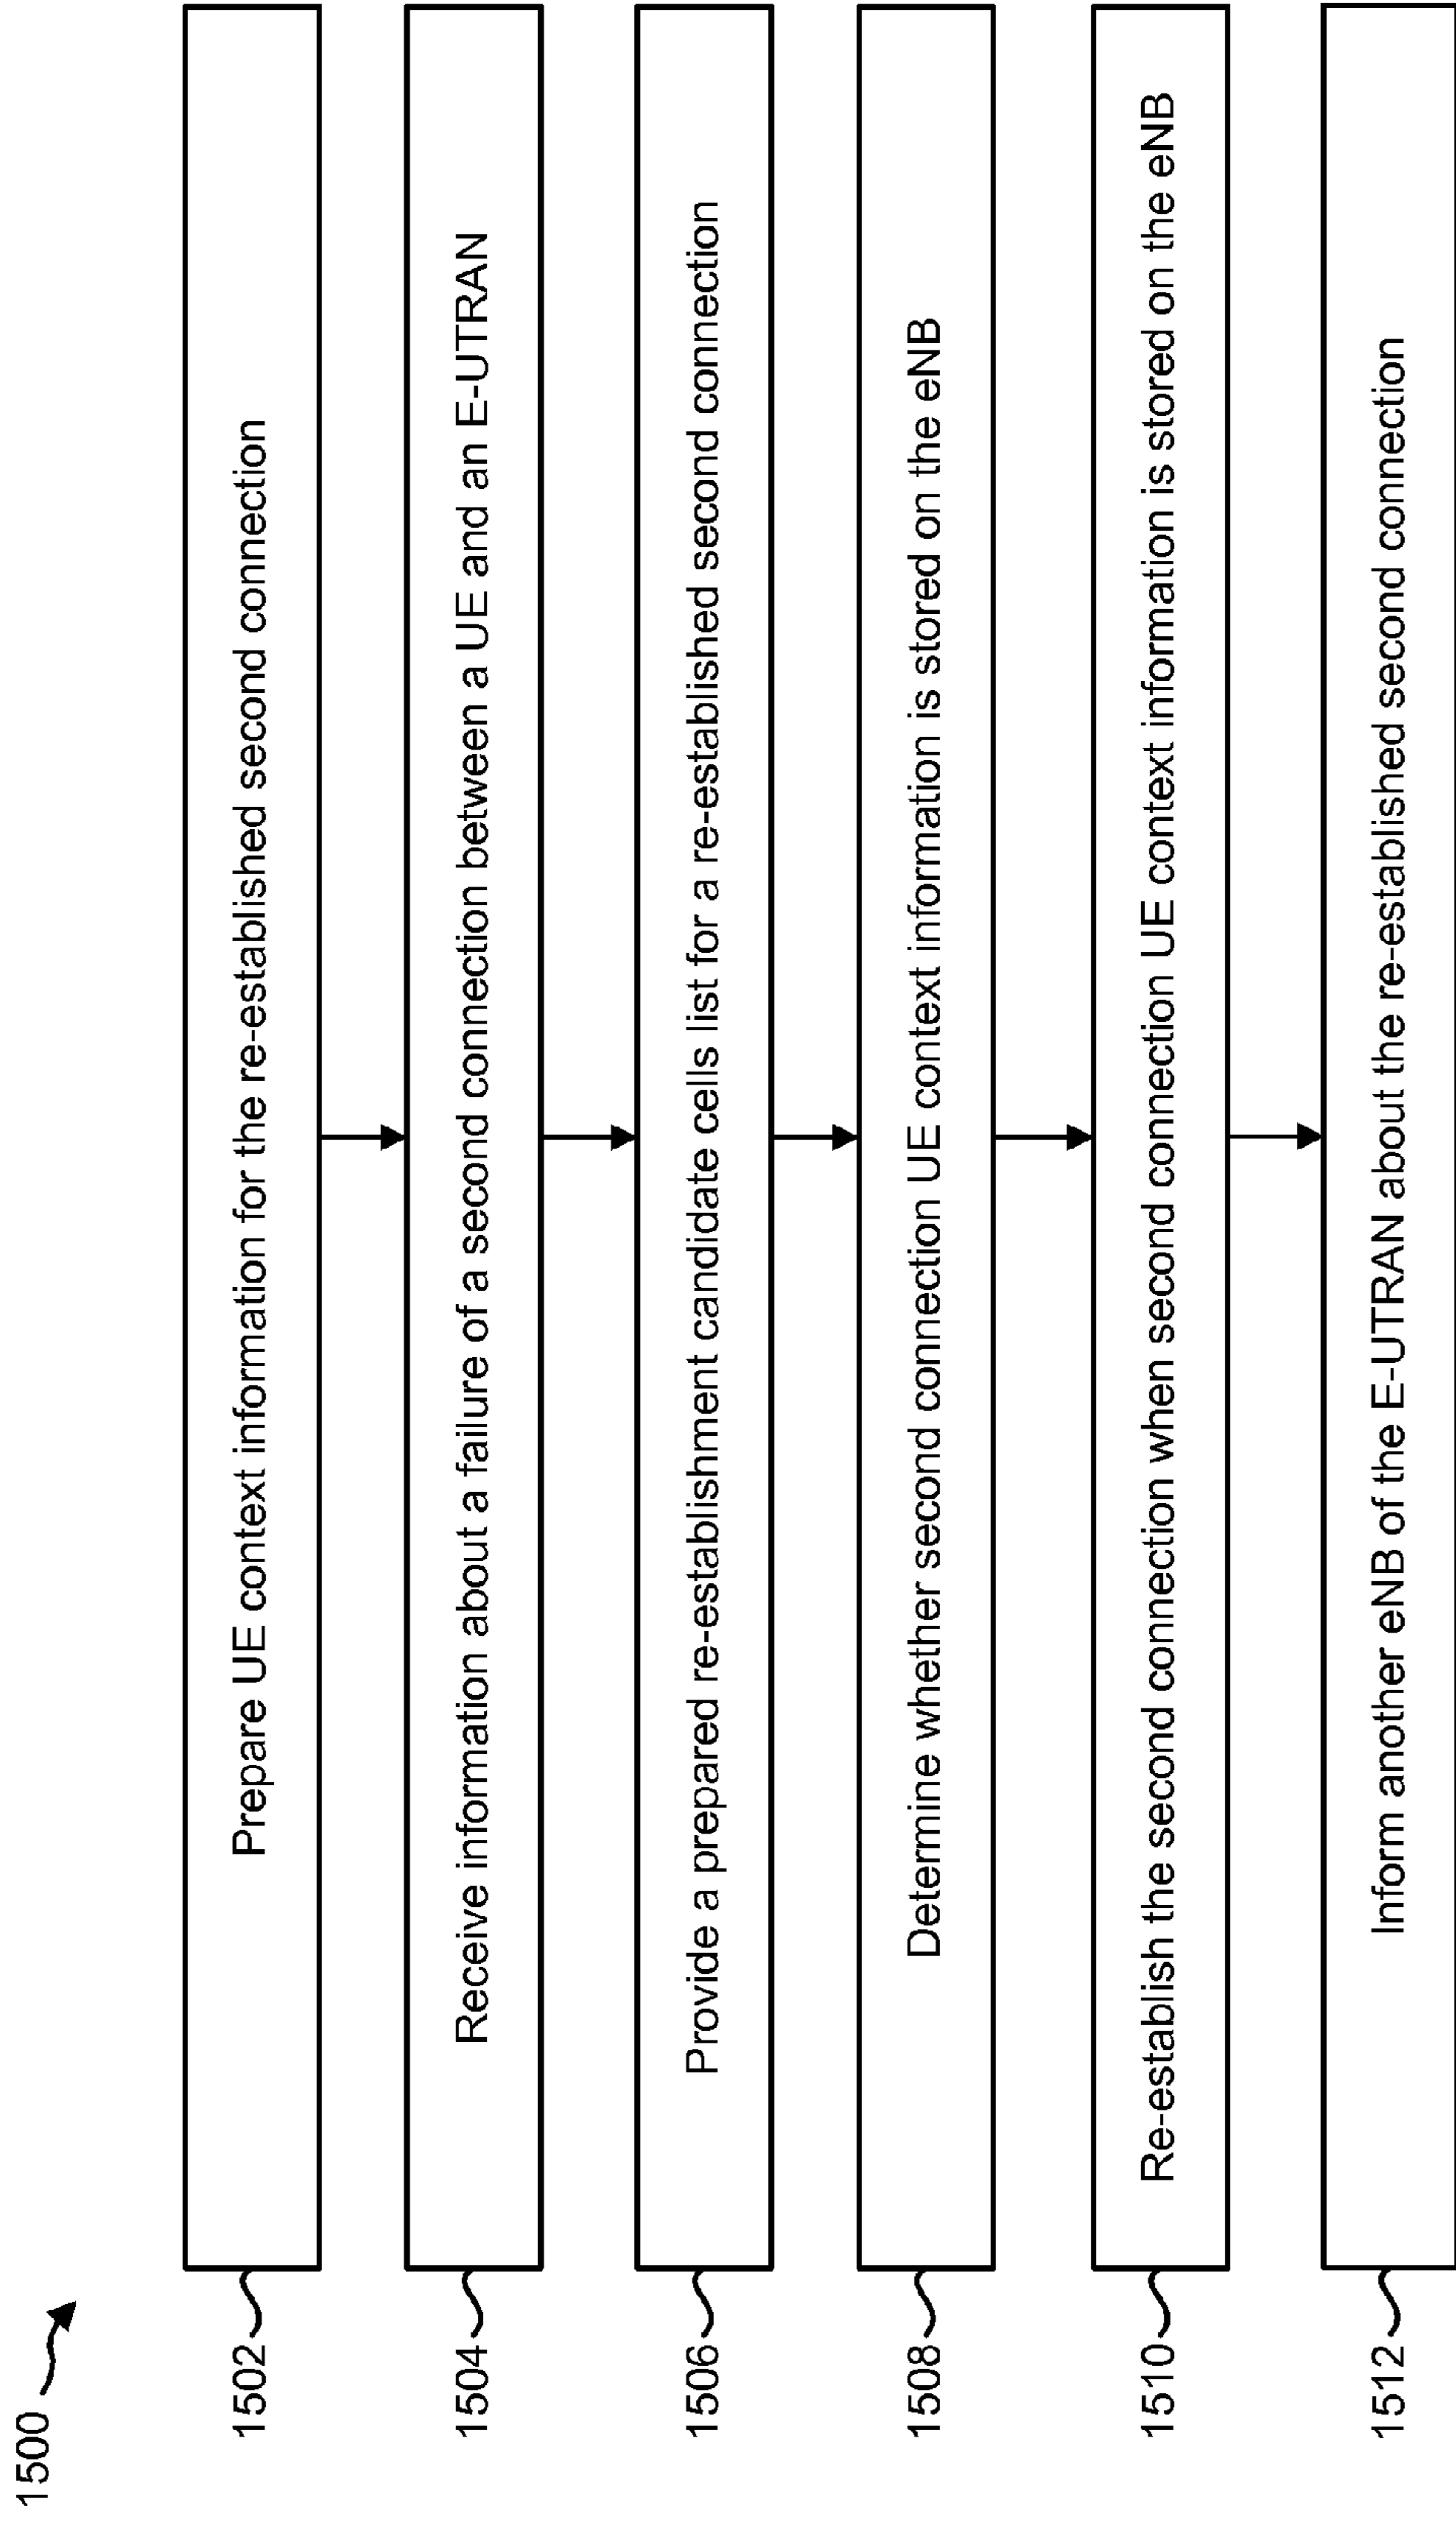 1500
1502
Prepare UE context information for the re-established second connection
1504
Receive information about a failure of a second connection between a UE and an E-UTRAN
1506
Provide a prepared re-establishment candidate cells list for a re-established second connection
1508
Determine whether second connection UE context information is stored on the eNB
1510
Re-establish the second connection when second connection UE context information is stored on the eNB
1512
Inform another eNB of the E-UTRAN about the re-established second connection